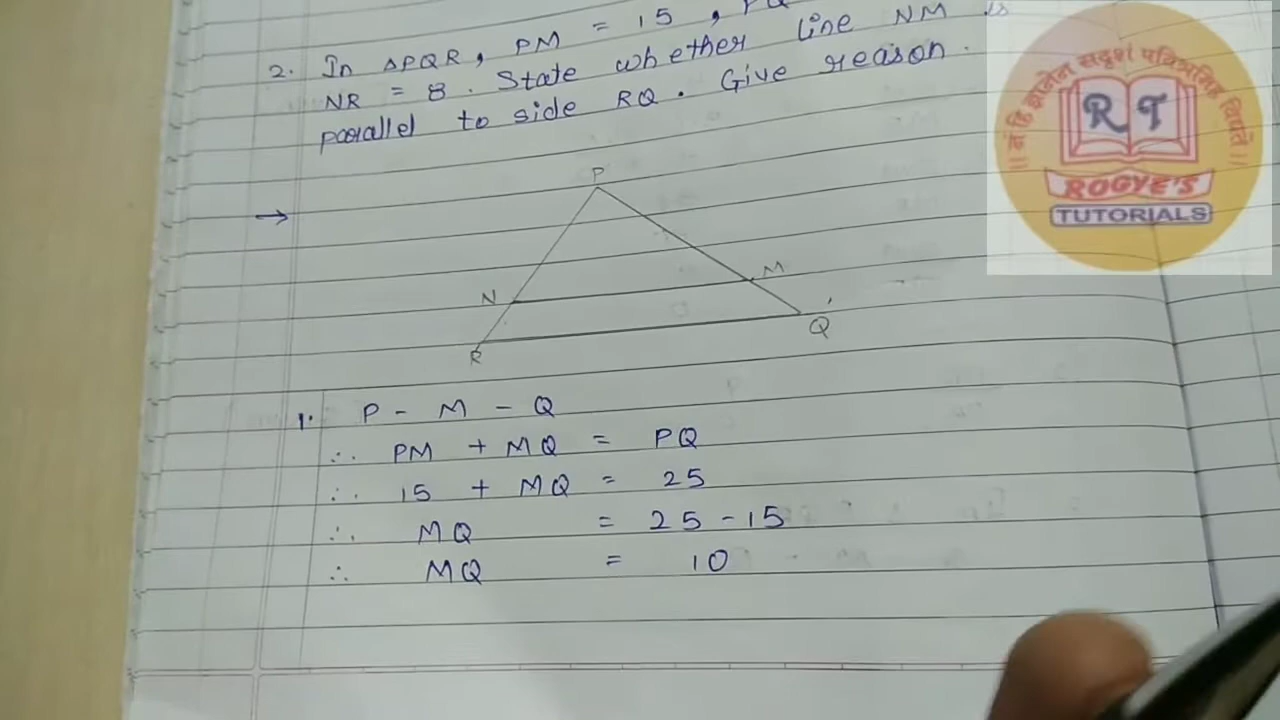 2. In △PQR, PM = 15 ,
NR = 8. State whether line NM is
parallel to side RQ. Give reason.
→
P
N
M
R
Q
1. P - M - Q
∴ PM + MQ = PQ
∴ 15 + MQ = 25
∴ MQ = 25 - 15
∴ MQ = 10
RT
ROGYE'S
TUTORIALS